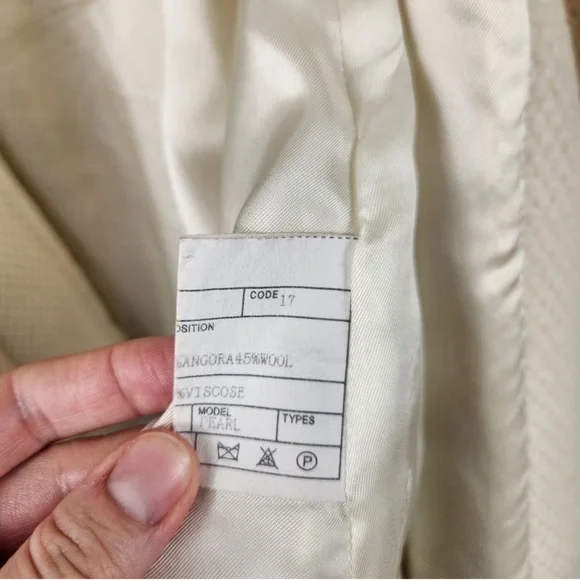 CODE 17
OSITION
%ANGORA45%WOOL
%VISCOSE
MODEL TYPES
PEARL
P